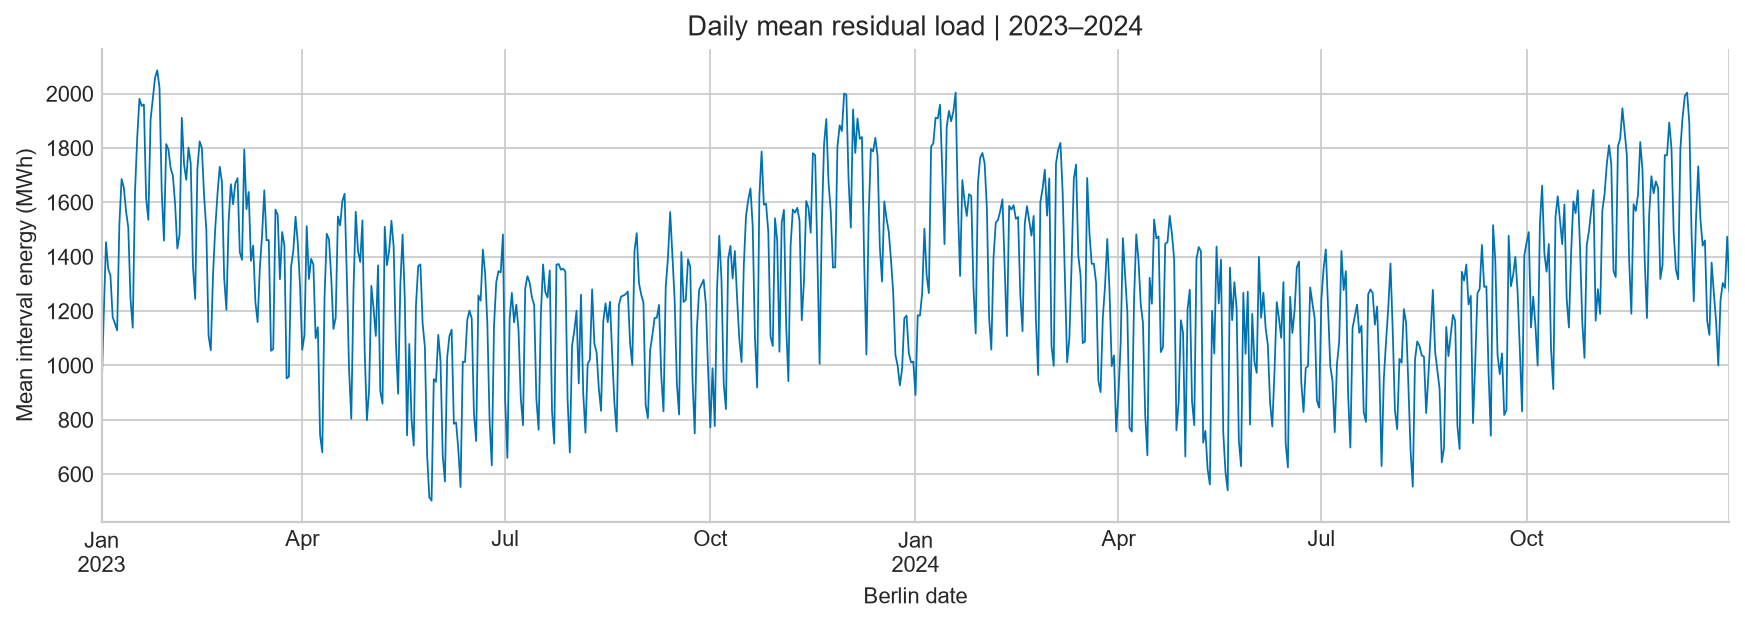 Daily mean residual load | 2023–2024
Mean interval energy (MWh)
2000
1800
1600
1400
1200
1000
800
600
Jan
2023
Apr
Jul
Oct
Jan
2024
Apr
Jul
Oct
Berlin date